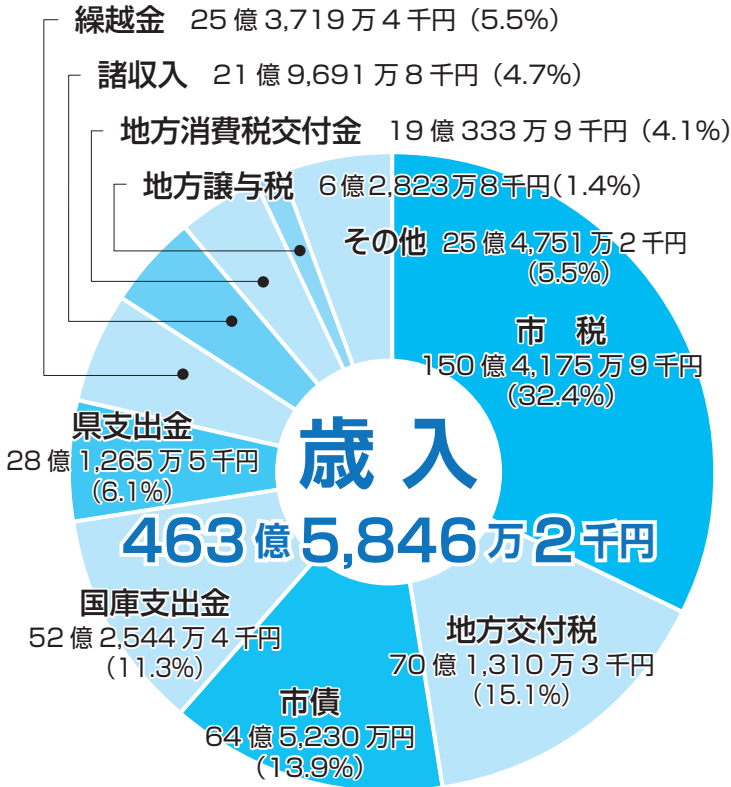 繰越金 25億3,719万4千円（5.5%）
諸収入 21億9,691万8千円（4.7%）
地方消費税交付金 19億333万9千円（4.1%）
地方譲与税 6億2,823万8千円(1.4%)
その他 25億4,751万2千円
（5.5%）
市　税
150億4,175万9千円
（32.4%）
県支出金
28億1,265万5千円
（6.1%）
歳入
463億5,846万2千円
国庫支出金
52億2,544万4千円
（11.3%）
地方交付税
70億1,310万3千円
（15.1%）
市債
64億5,230万円
（13.9%）